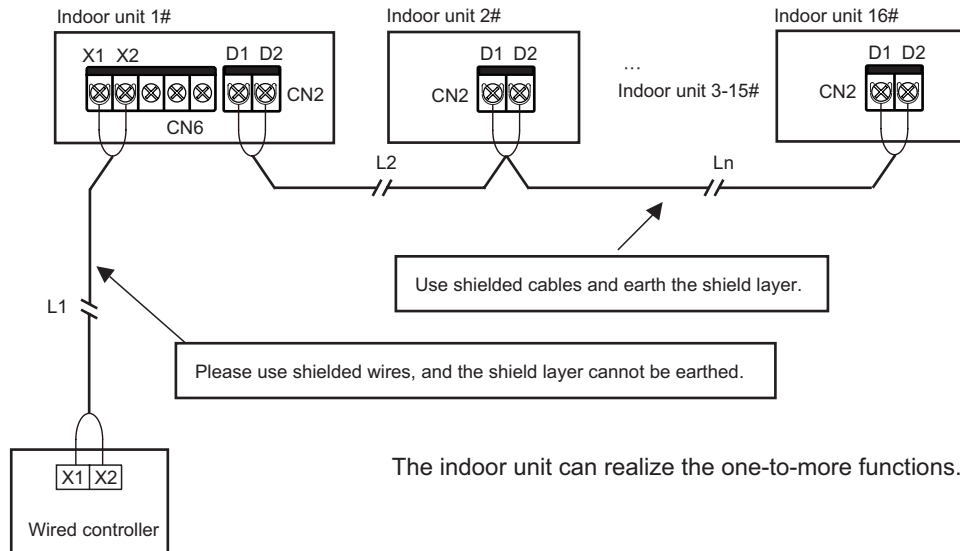 Indoor unit 1#
Indoor unit 2#
Indoor unit 16#
X1 X2
D1 D2
CN2
CN6
D1 D2
CN2
...
Indoor unit 3-15#
D1 D2
CN2
L2
Ln
Use shielded cables and earth the shield layer.
L1
Please use shielded wires, and the shield layer cannot be earthed.
The indoor unit can realize the one-to-more functions.
X1 X2
Wired controller